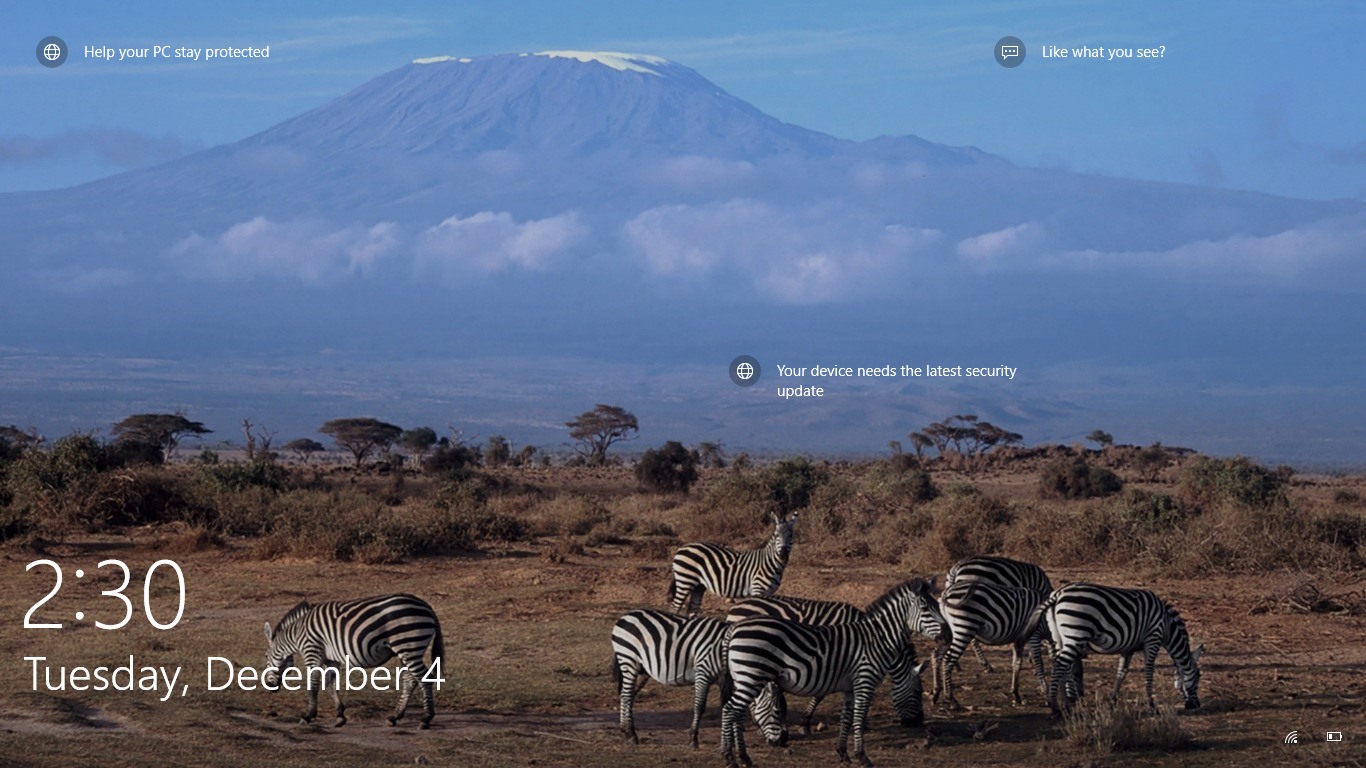 Help your PC stay protected
Like what you see?
Your device needs the latest security
update
2:30
Tuesday, December 4